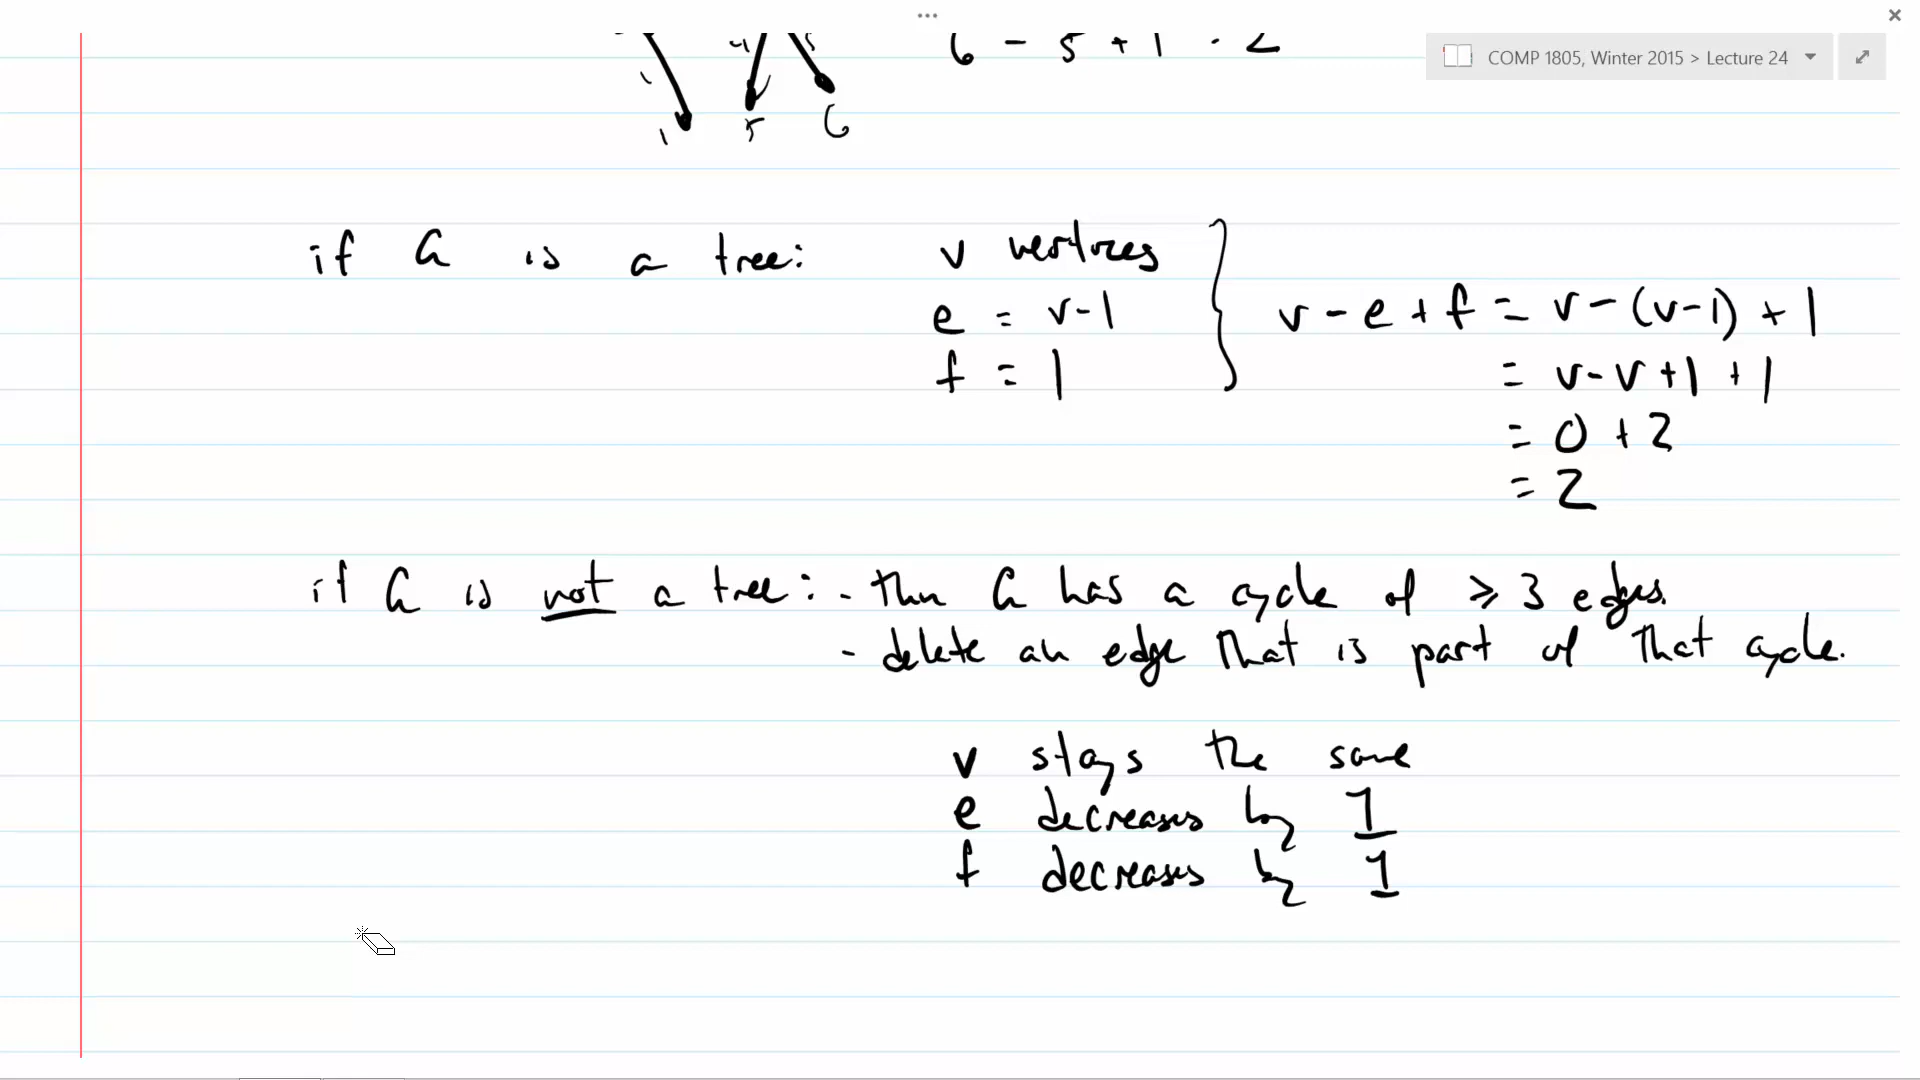 6 - 5 + 1 = 2
COMP 1805, Winter 2015 > Lecture 24
1 5 6
if G is a tree: v vertices
e = v-1
f = 1
v - e + f = v - (v-1) + 1
= v - v + 1 + 1
= 0 + 2
= 2
if G is not a tree: - then G has a cycle of ≥ 3 edges.
- delete an edge that is part of that cycle.
v stays the same
e decreases by 1
f decreases by 1